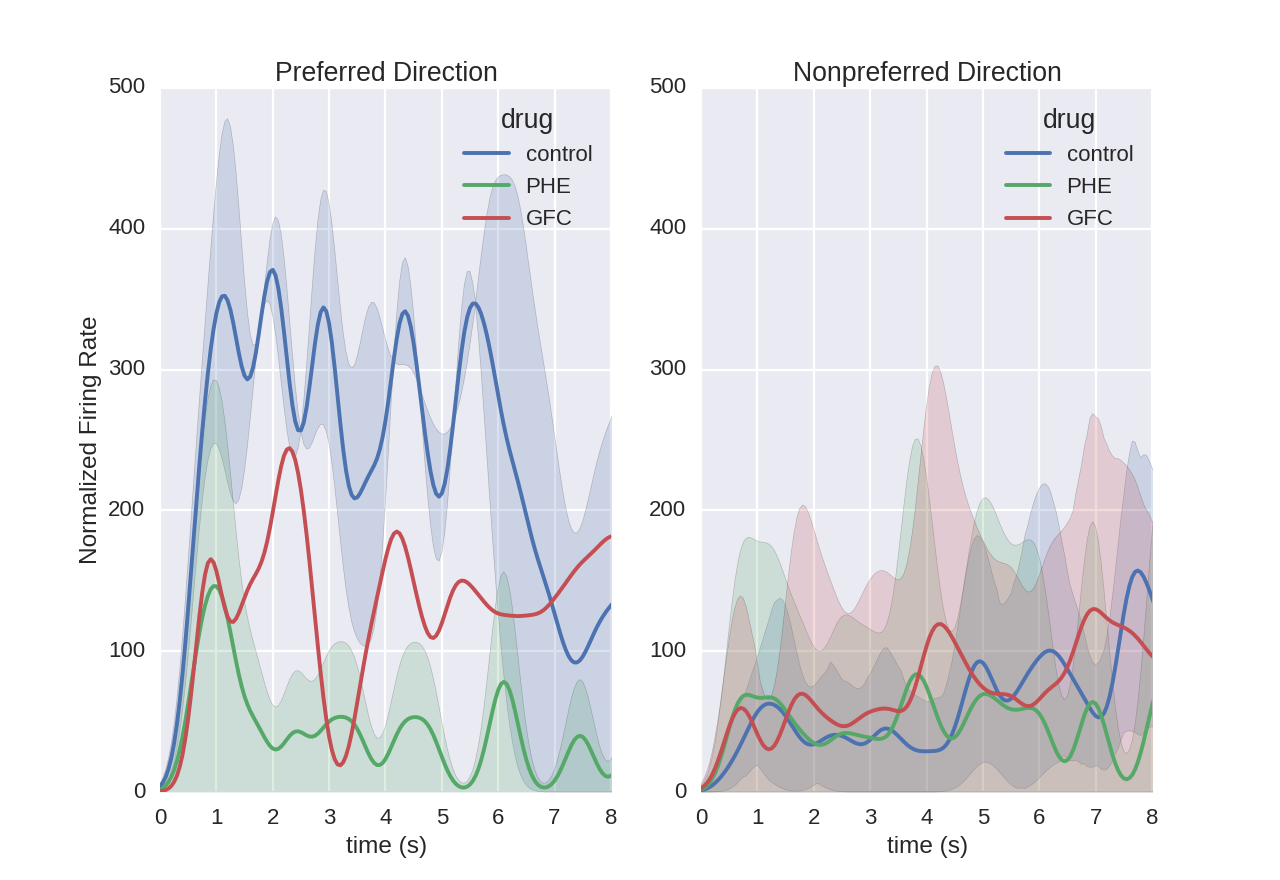 Preferred Direction
500
400
300
200
100
0
Normalized Firing Rate
drug
control
PHE
GFC
0 1 2 3 4 5 6 7 8
time (s)
Nonpreferred Direction
500
400
300
200
100
0
drug
control
PHE
GFC
0 1 2 3 4 5 6 7 8
time (s)